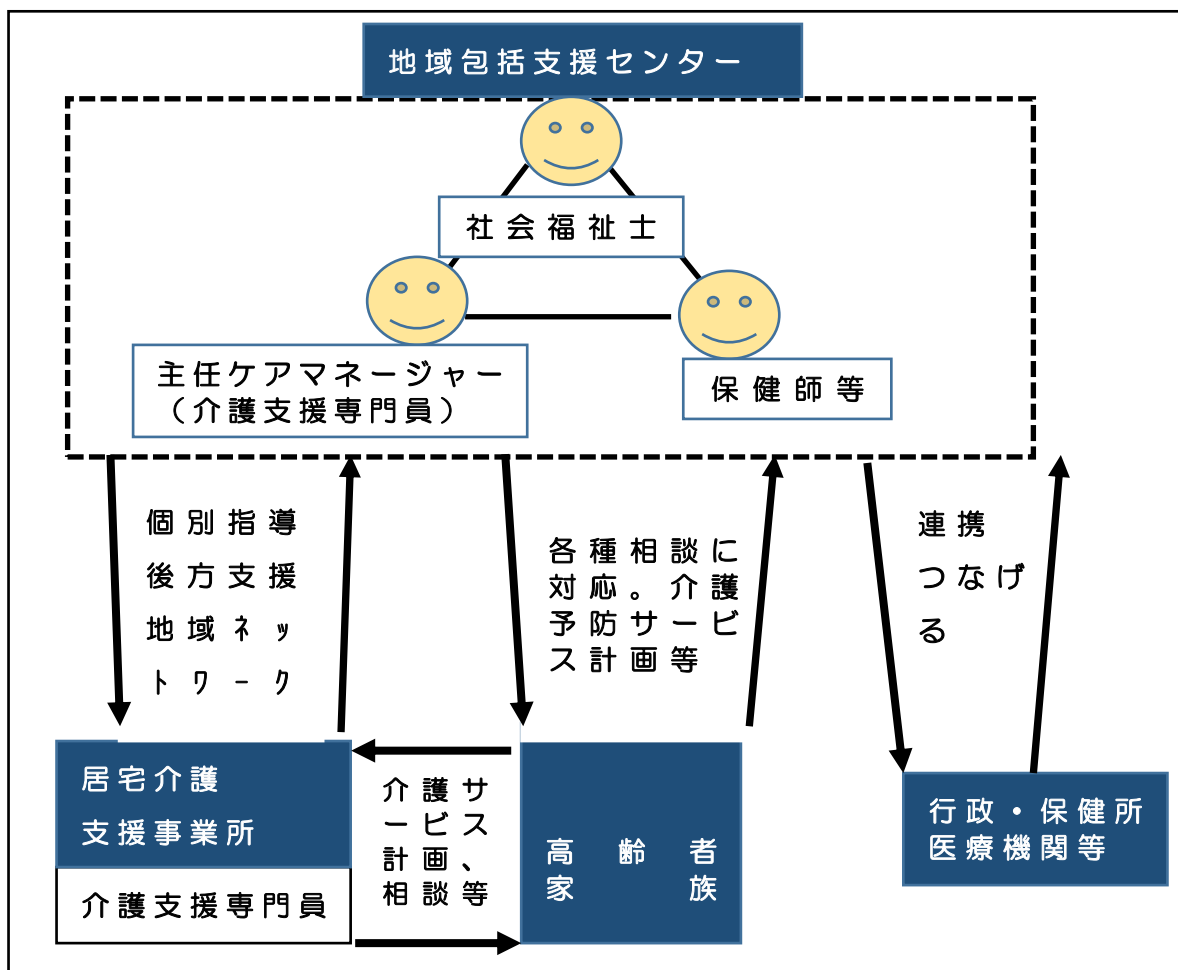 地域包括支援センター
社会福祉士
主任ケアマネージャー
（介護支援専門員）
保健師等
個別指導
後方支援
地域ﾈｯ
ﾄﾜｰｸ
各種相談に
対応。介護
予防サービ
ス計画等
連携
つなげ
る
居宅介護
支援事業所
介護支援専門員
介護サ
ービス
計画、
相談等
高齢者
家族
行政・保健所
医療機関等